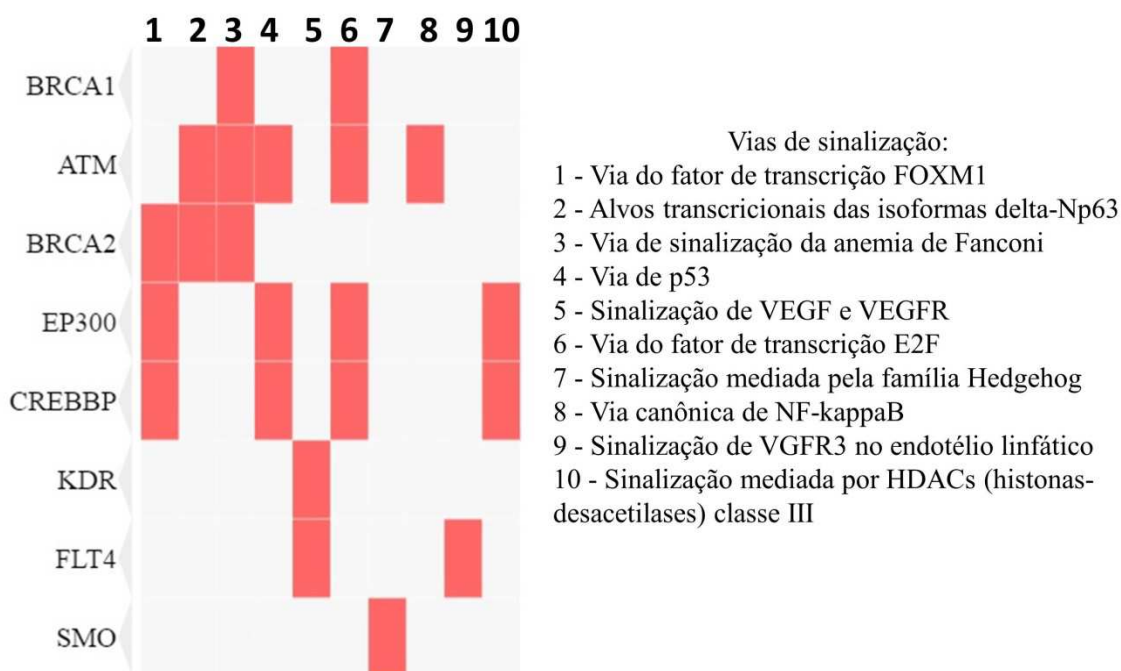 1 2 3 4 5 6 7 8 9 10
BRCA1
ATM
BRCA2
EP300
CREBBP
KDR
FLT4
SMO
Vias de sinalização:
1 - Via do fator de transcrição FOXM1
2 - Alvos transcricionais das isoformas delta-Np63
3 - Via de sinalização da anemia de Fanconi
4 - Via de p53
5 - Sinalização de VEGF e VEGFR
6 - Via do fator de transcrição E2F
7 - Sinalização mediada pela família Hedgehog
8 - Via canônica de NF-kappaB
9 - Sinalização de VGFR3 no endotélio linfático
10 - Sinalização mediada por HDACs (histonas-
desacetilases) classe III